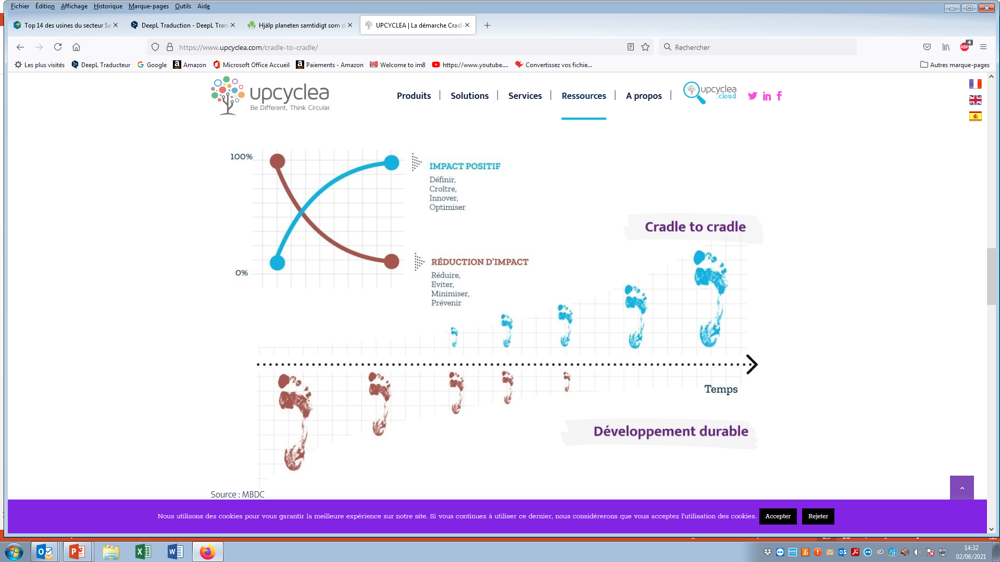 Fichier Édition Affichage Historique Marque-pages Outils Aide
Top 14 des usines du secteur Sa
DeepL Traduction - DeepL Tran
Hjälp planeten samtidigt som d
UPCYCLEA | La démarche Cradl
https://www.upcyclea.com/cradle-to-cradle/
Rechercher
ABP
4
Les plus visités
DeepL Traducteur
Google
Amazon
Microsoft Office Accueil
Paiements - Amazon
Welcome to im8
https://www.youtube....
Convertissez vos fichie...
Autres marque-pages
upcyclea
Be Different, Think Circular.
Produits | Solutions | Services | Ressources | A propos |
upcyclea
.cloud
100%
0%
IMPACT POSITIF
Définir,
Croître,
Innover,
Optimiser
RÉDUCTION D'IMPACT
Réduire,
Eviter,
Minimiser,
Prévenir
Cradle to cradle
Temps
Développement durable
Source : MBDC
Nous utilisons des cookies pour vous garantir la meilleure expérience sur notre site. Si vous continuez à utiliser ce dernier, nous considérerons que vous acceptez l'utilisation des cookies.
Accepter
Rejeter
14:32
02/06/2021